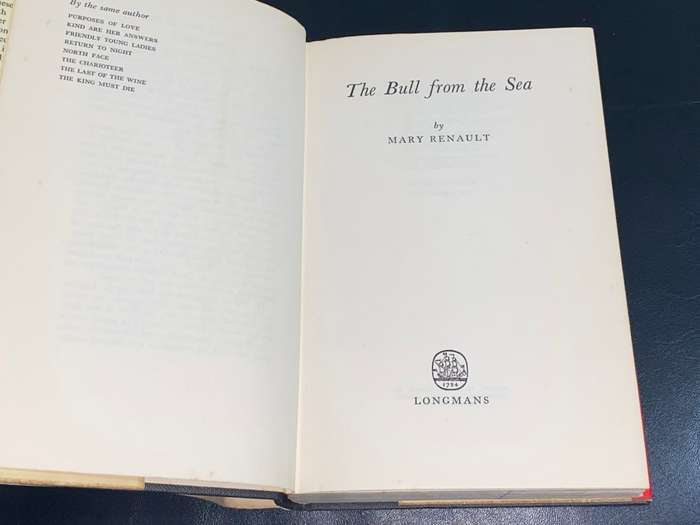 By the same author
PURPOSES OF LOVE
KIND ARE HER ANSWERS
FRIENDLY YOUNG LADIES
RETURN TO NIGHT
NORTH FACE
THE CHARIOTEER
THE LAST OF THE WINE
THE KING MUST DIE
The Bull from the Sea
by
MARY RENAULT
1724
LONGMANS